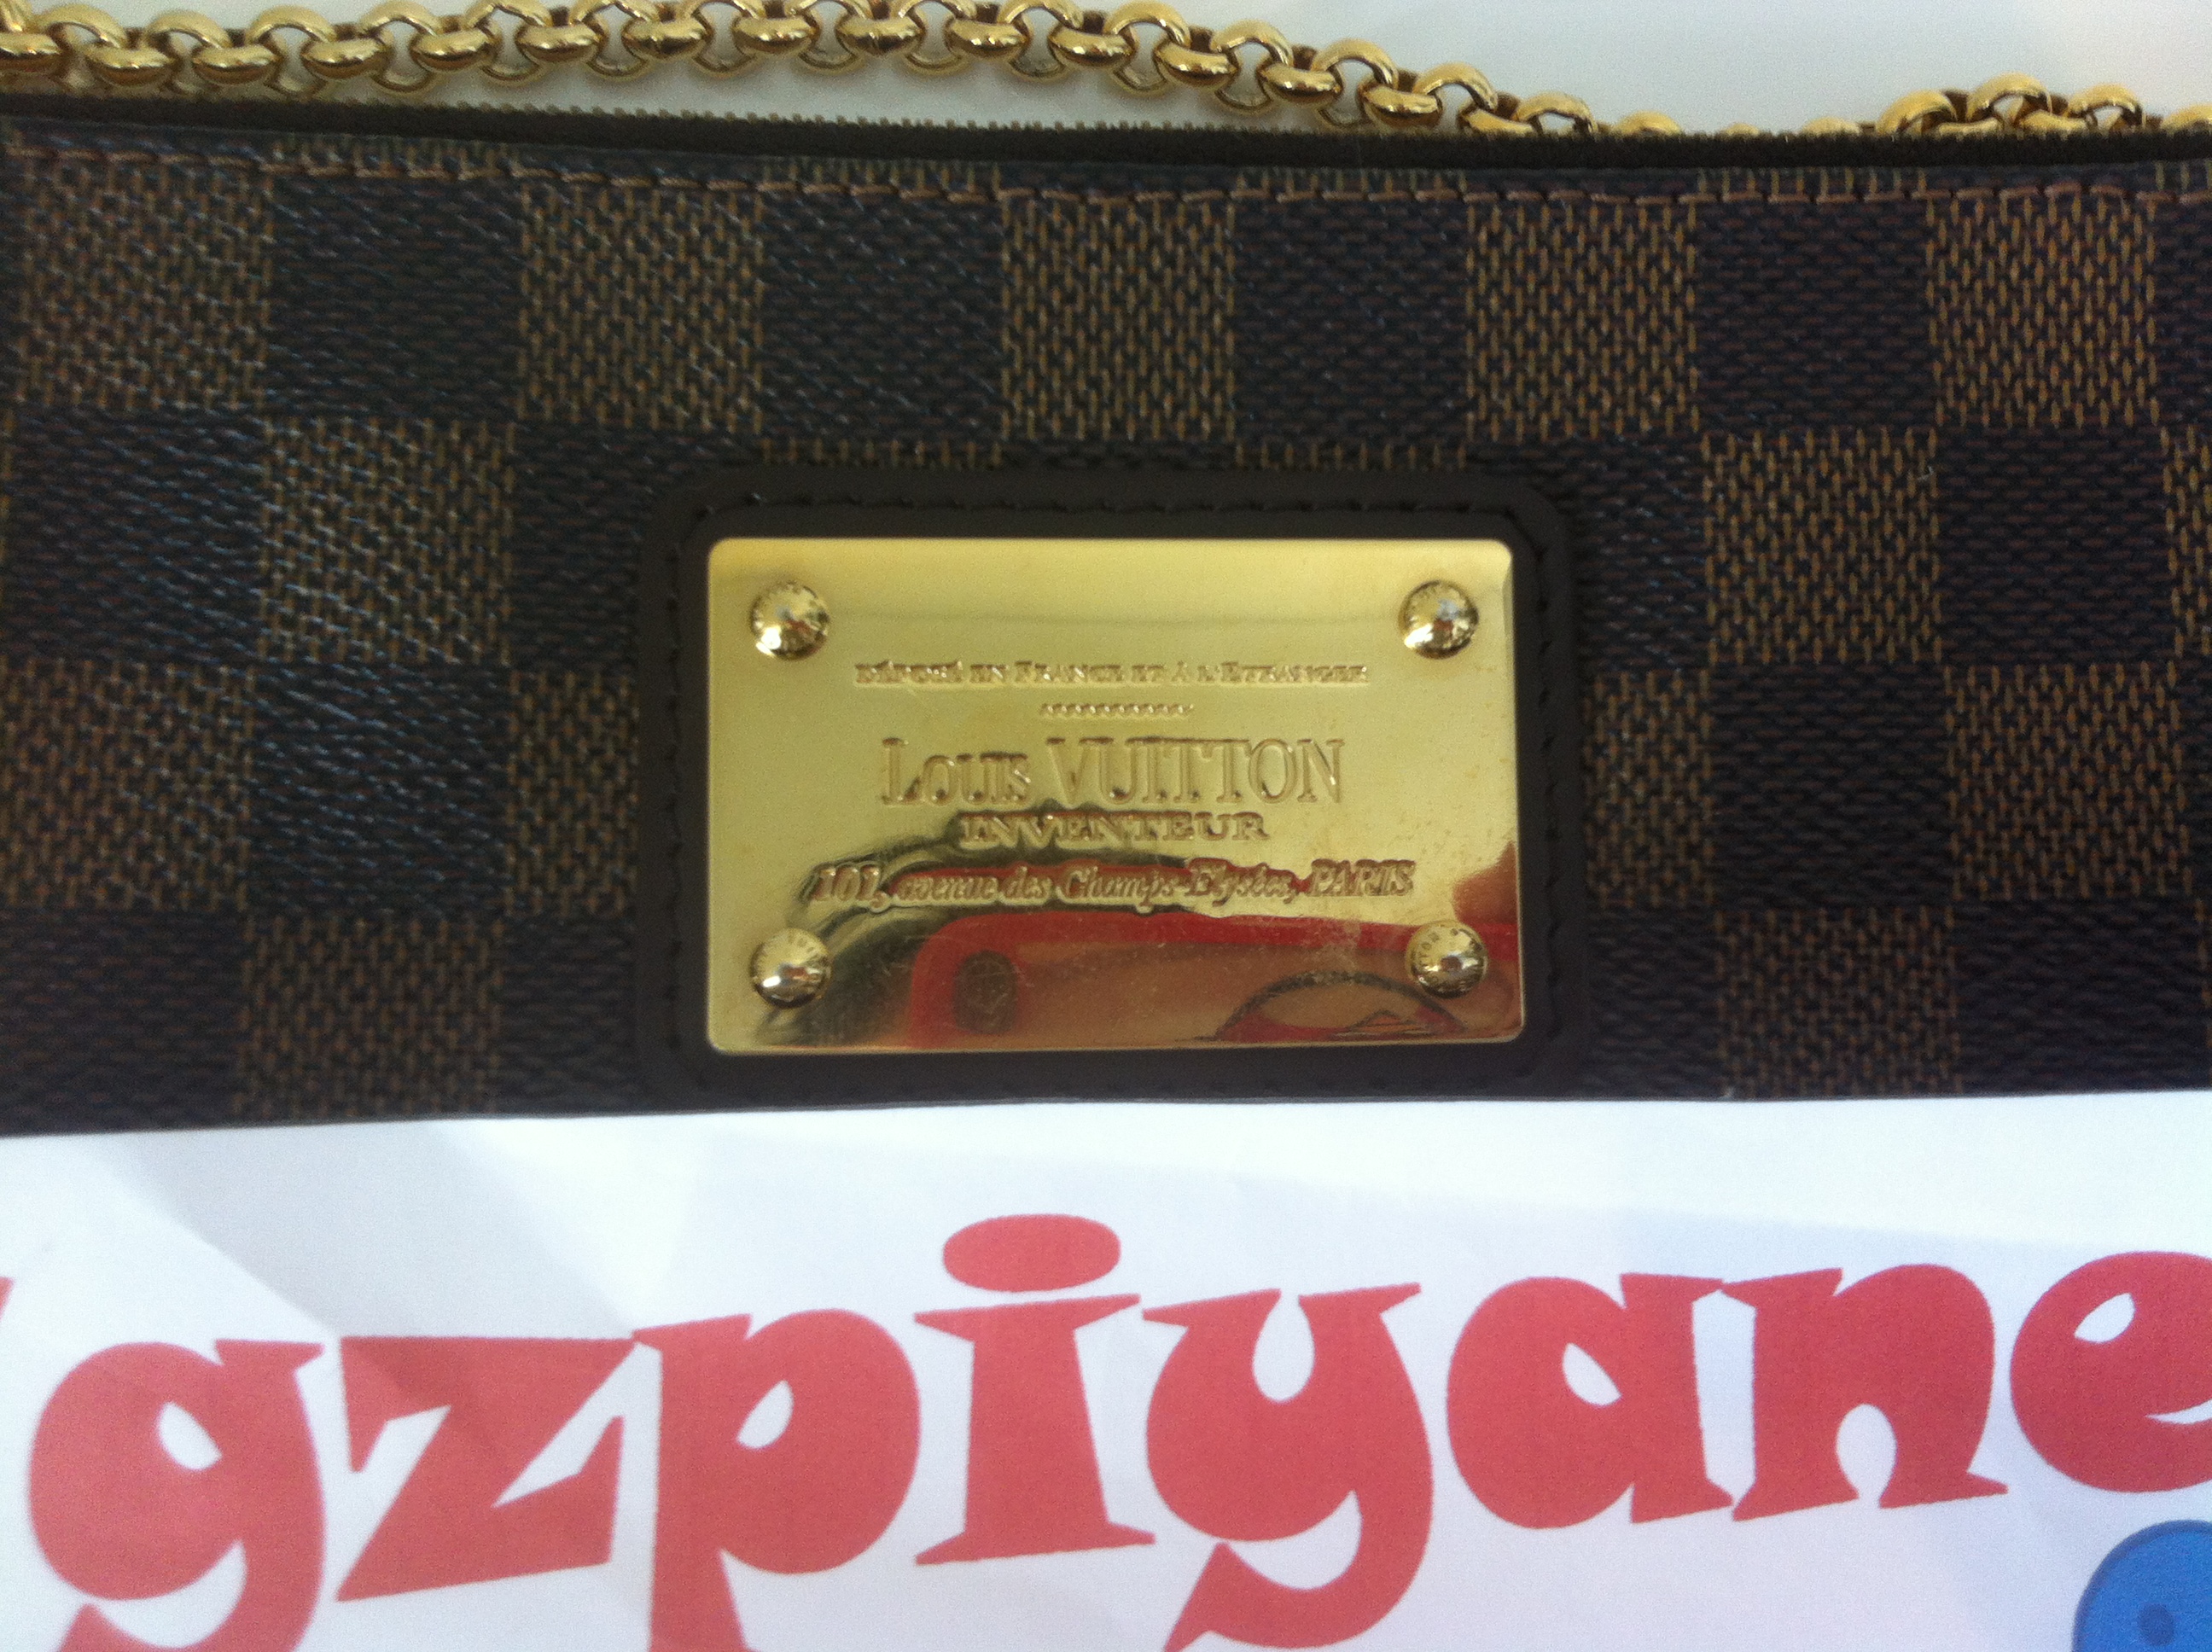 DÉPOSÉ EN FRANCE ET À L'ETRANGER
LOUIS VUITTON
INVENTEUR
101, avenue des Champs-Elysées, PARIS
gzpiyane